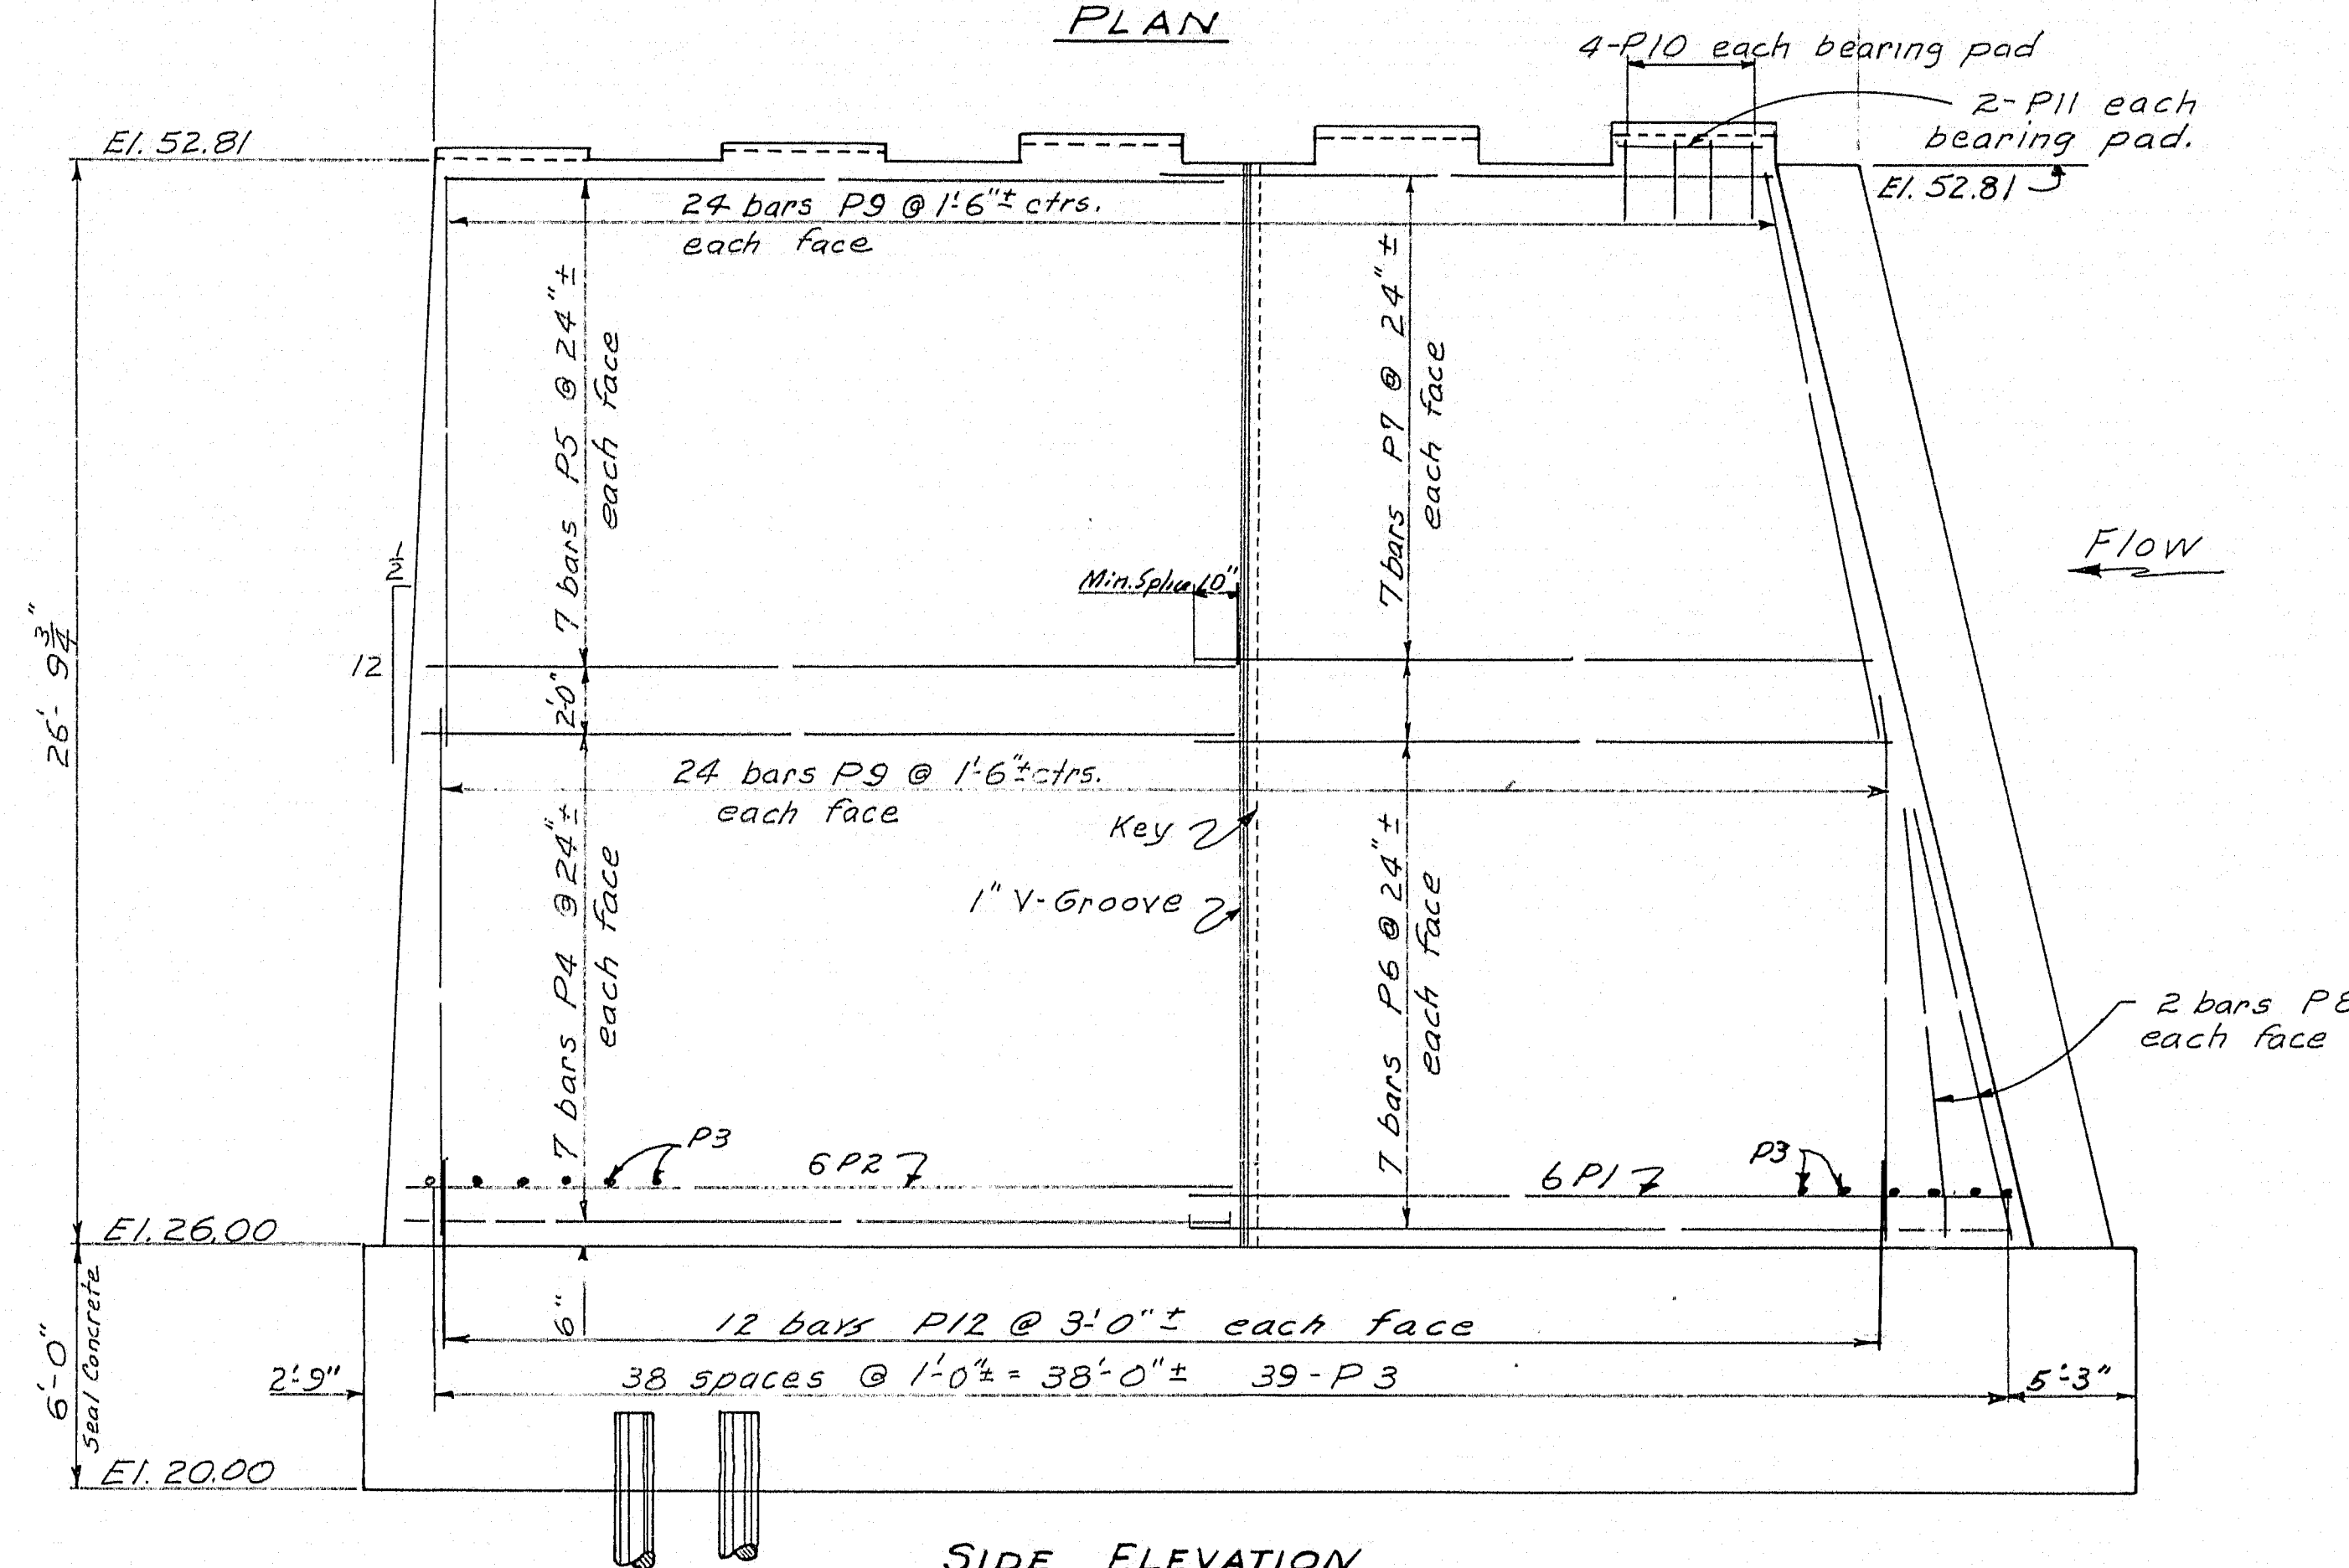 PLAN
4-P10 each bearing pad
2-P11 each
bearing pad.
El. 52.81
El. 52.81
24 bars P9 @ 1'-6"± ctrs.
each face
7 bars P5 @ 24"±
each face
7 bars P7 @ 24"±
each face
Flow
1/2
12
Min. Splice 10"
26'- 9 3/4"
2'-0"
24 bars P9 @ 1'-6"± ctrs.
each face
Key
1" V-Groove
7 bars P4 @ 24"±
each face
7 bars P6 @ 24"±
each face
2 bars P8
each face
P3
6 P2
6 P1
P3
El. 26.00
6"
12 bars P12 @ 3'-0"± each face
38 spaces @ 1'-0"± = 38'-0"± 39-P3
2'-9"
5'-3"
6'-0"
Seal Concrete
El. 20.00
SIDE ELEVATION